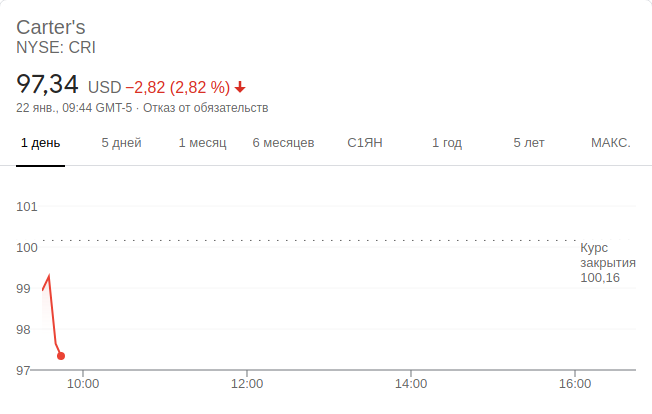 Carter's
NYSE: CRI
97,34 USD −2,82 (2,82 %)
22 янв., 09:44 GMT-5 · Отказ от обязательств
1 день 5 дней 1 месяц 6 месяцев С1ЯН 1 год 5 лет МАКС.
101
100
99
98
97
Курс
закрытия
100,16
10:00 12:00 14:00 16:00